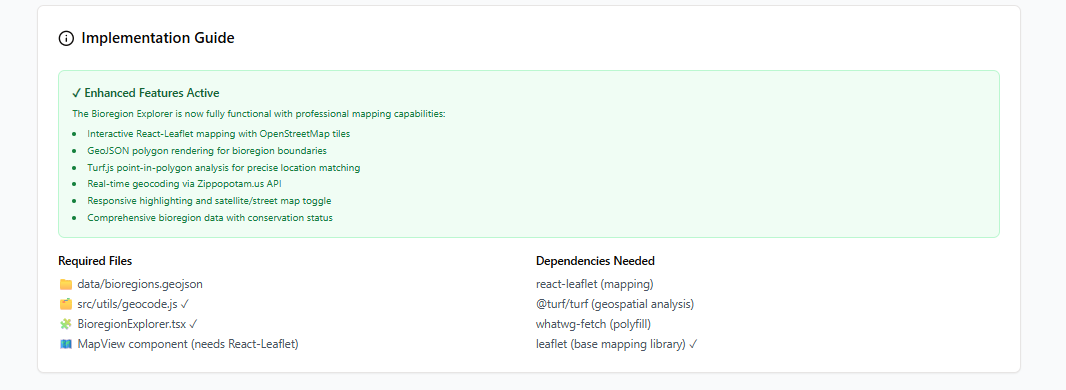 Implementation Guide
✓ Enhanced Features Active
The Bioregion Explorer is now fully functional with professional mapping capabilities:
• Interactive React-Leaflet mapping with OpenStreetMap tiles
• GeoJSON polygon rendering for bioregion boundaries
• Turf.js point-in-polygon analysis for precise location matching
• Real-time geocoding via Zippopotam.us API
• Responsive highlighting and satellite/street map toggle
• Comprehensive bioregion data with conservation status
Required Files
data/bioregions.geojson
src/utils/geocode.js ✓
BioregionExplorer.tsx ✓
MapView component (needs React-Leaflet)
Dependencies Needed
react-leaflet (mapping)
@turf/turf (geospatial analysis)
whatwg-fetch (polyfill)
leaflet (base mapping library) ✓